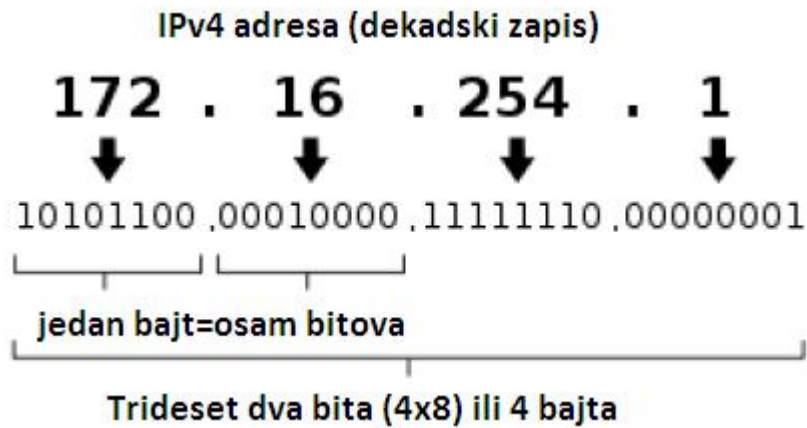 IPv4 adresa (dekadski zapis)
172 . 16 . 254 . 1
10101100 .00010000 .11111110 .00000001
jedan bajt=osam bitova
Trideset dva bita (4x8) ili 4 bajta